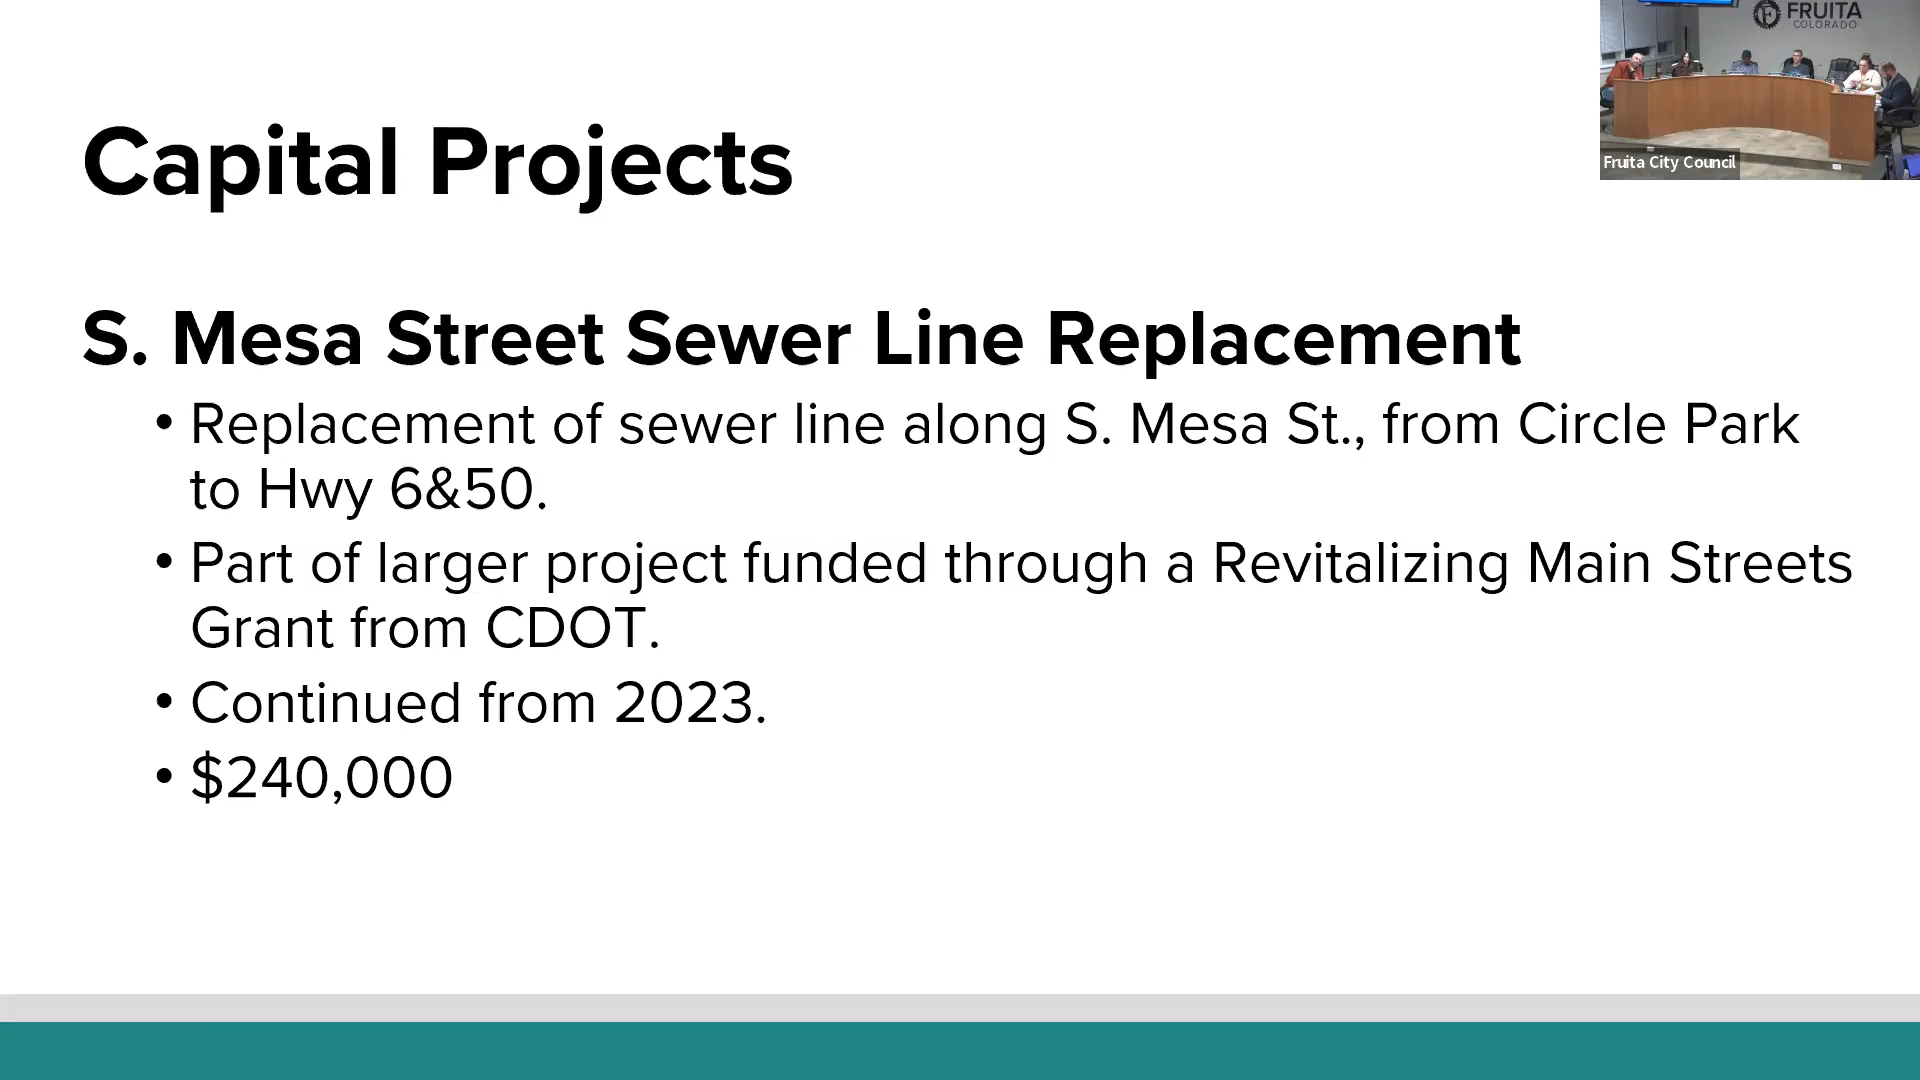 FRUITA
COLORADO
Fruita City Council
Capital Projects
S. Mesa Street Sewer Line Replacement
• Replacement of sewer line along S. Mesa St., from Circle Park
to Hwy 6&50.
• Part of larger project funded through a Revitalizing Main Streets
Grant from CDOT.
• Continued from 2023.
• $240,000